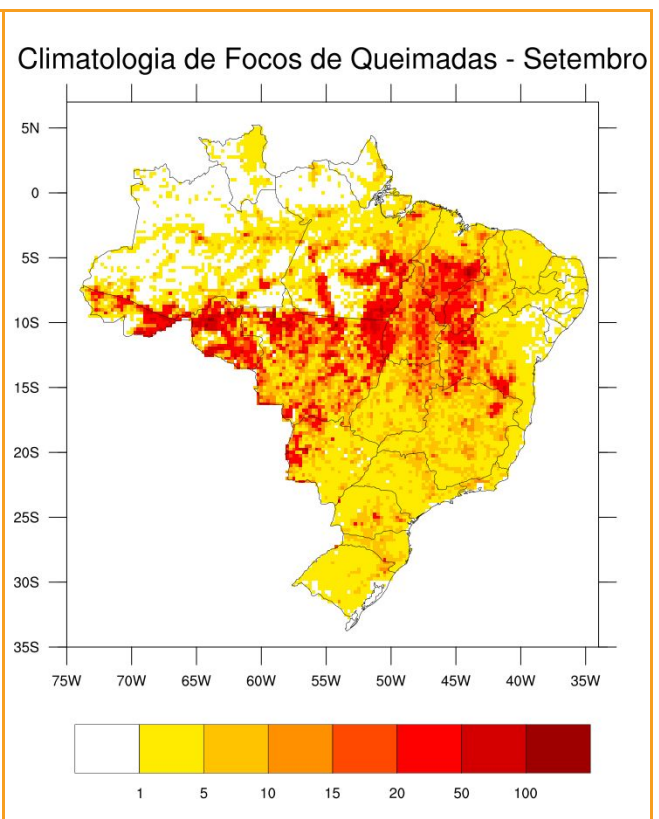 Climatologia de Focos de Queimadas - Setembro
5N
0
5S
10S
15S
20S
25S
30S
35S
75W 70W 65W 60W 55W 50W 45W 40W 35W
1 5 10 15 20 50 100